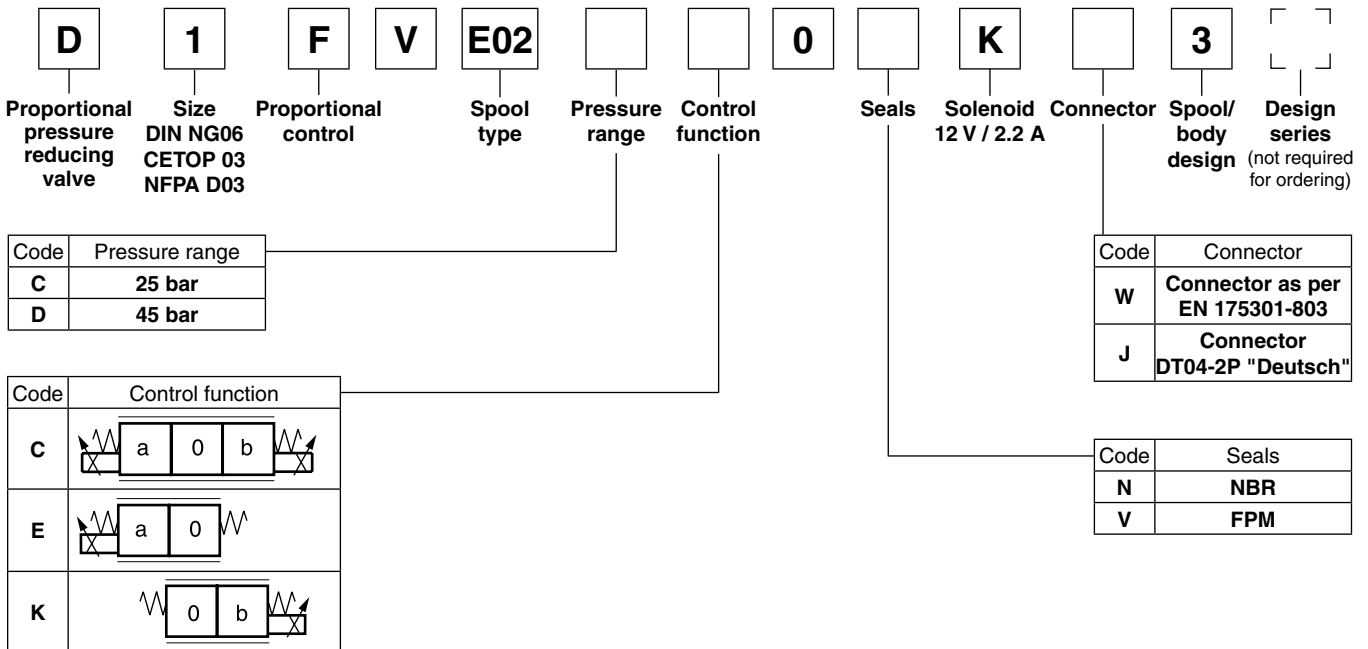 D 1 F V E02 0 K 3
Proportional pressure reducing valve
Size DIN NG06 CETOP 03 NFPA D03
Proportional control
Spool type
Pressure range
Control function
Seals
Solenoid 12 V / 2.2 A
Connector
Spool/ body design
Design series (not required for ordering)
Code Pressure range
C 25 bar
D 45 bar
Code Control function
C a 0 b
E a 0
K 0 b
Code Connector
W Connector as per EN 175301-803
J Connector DT04-2P "Deutsch"
Code Seals
N NBR
V FPM